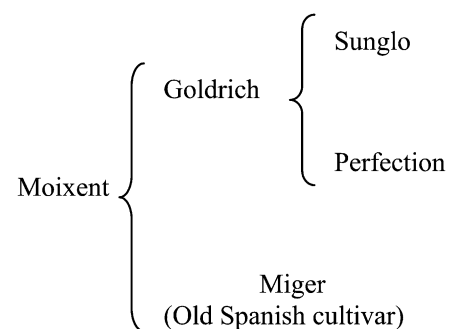 Sunglo
Goldrich
Perfection
Moixent
Miger
(Old Spanish cultivar)